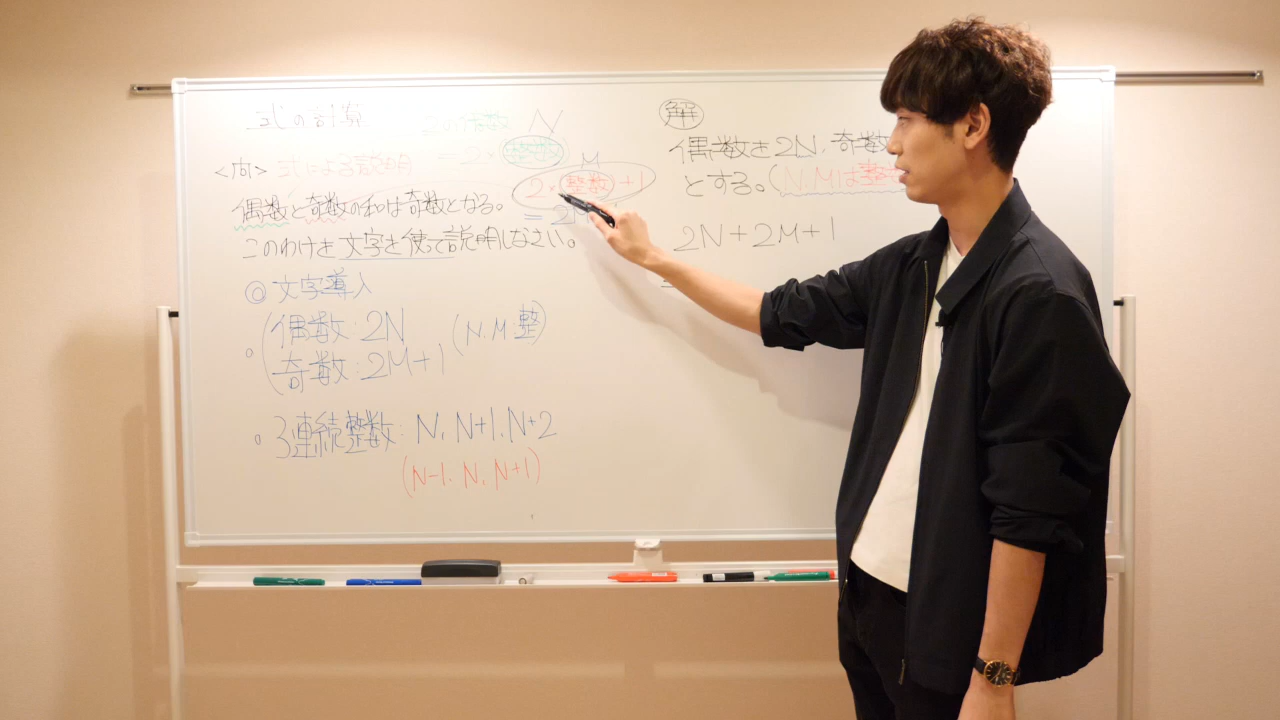 式の計算
2の倍数
N
= 2×整数
M
2×整数+1
= 2M
<問> 式による説明
偶数と奇数の和は奇数となる。
このわけを文字を使って説明しなさい。
◎文字導入
偶数:2N
奇数:2M+1
(N.M:整)
3連続整数:N, N+1, N+2
(N-1, N, N+1)
解
偶数を2N, 奇数
とする。(N.Mは整
2N+2M+1